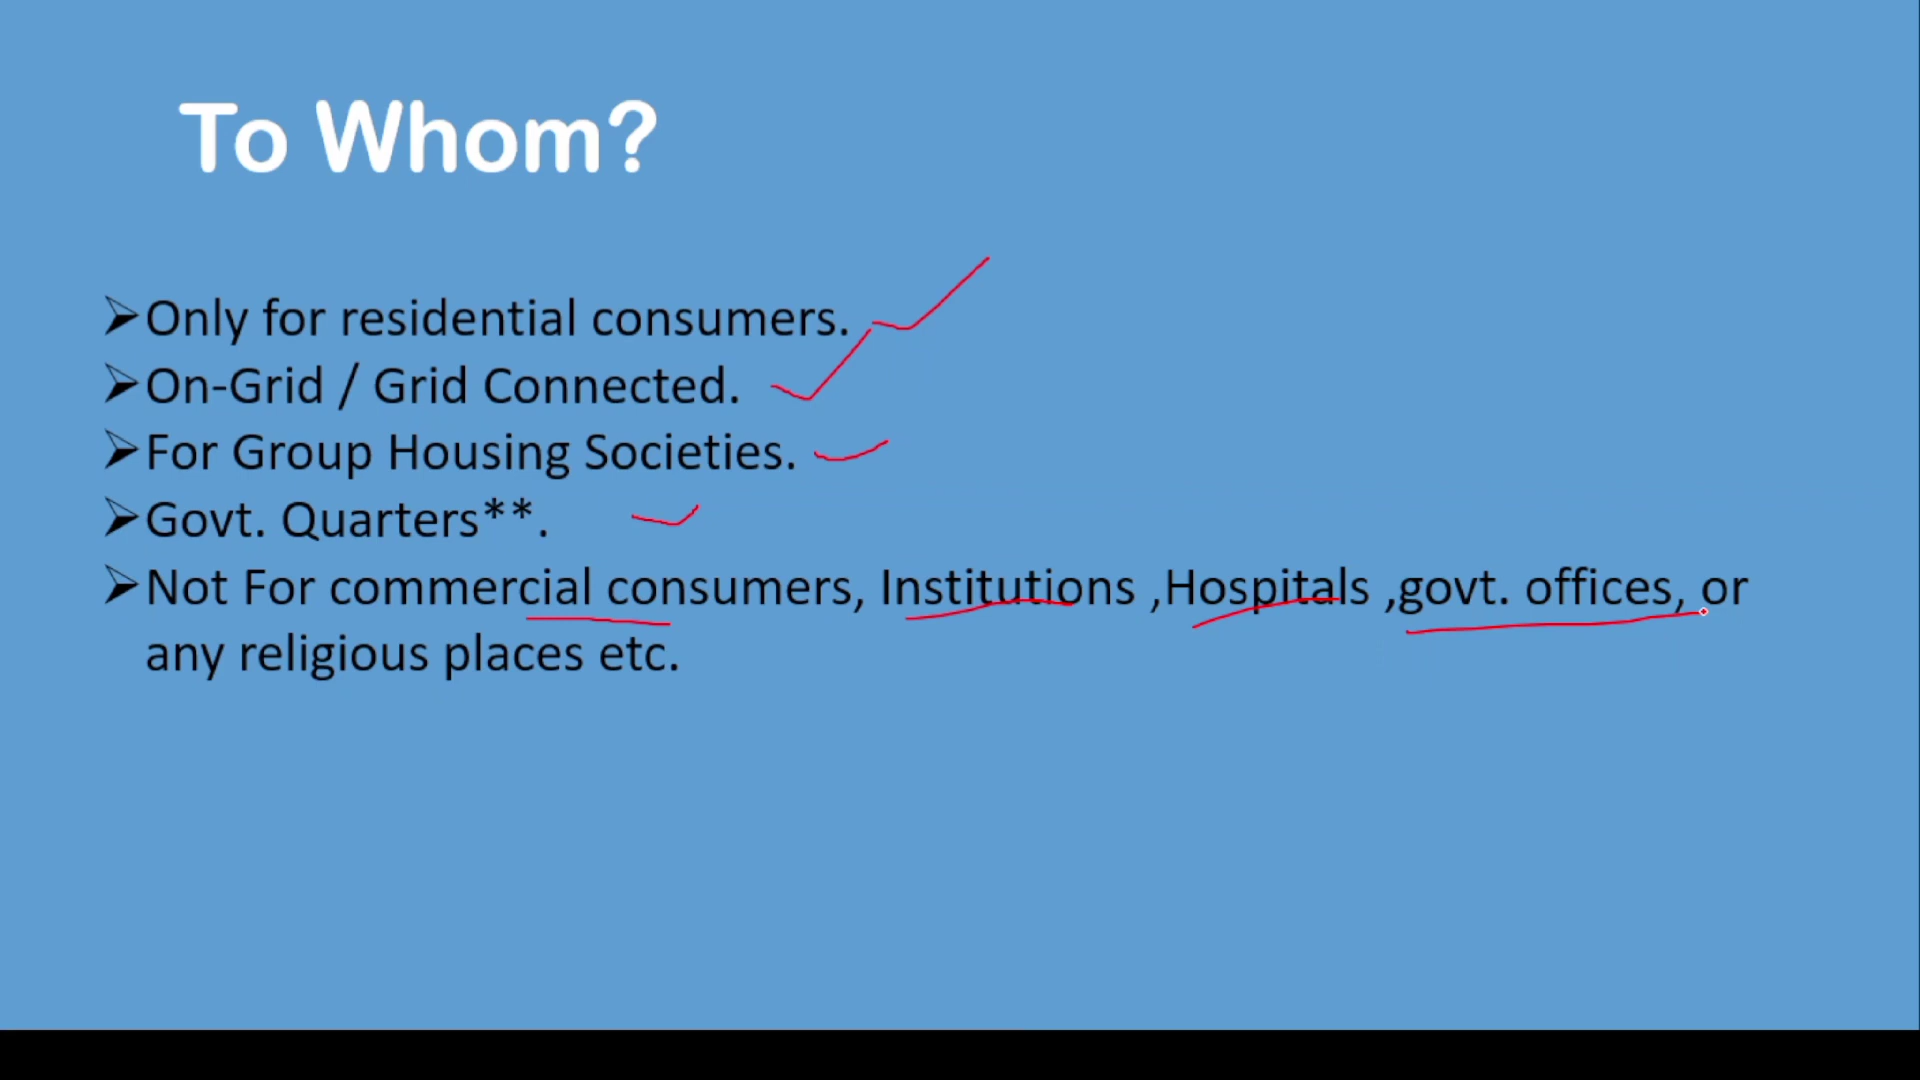 To Whom?
➢Only for residential consumers.
➢On-Grid / Grid Connected.
➢For Group Housing Societies.
➢Govt. Quarters**.
➢Not For commercial consumers, Institutions ,Hospitals ,govt. offices, or
any religious places etc.